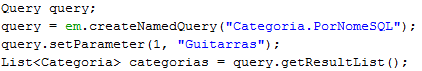 Query query;
query = em.createNamedQuery("Categoria.PorNomeSQL");
query.setParameter(1, "Guitarras");
List<Categoria> categorias = query.getResultList();